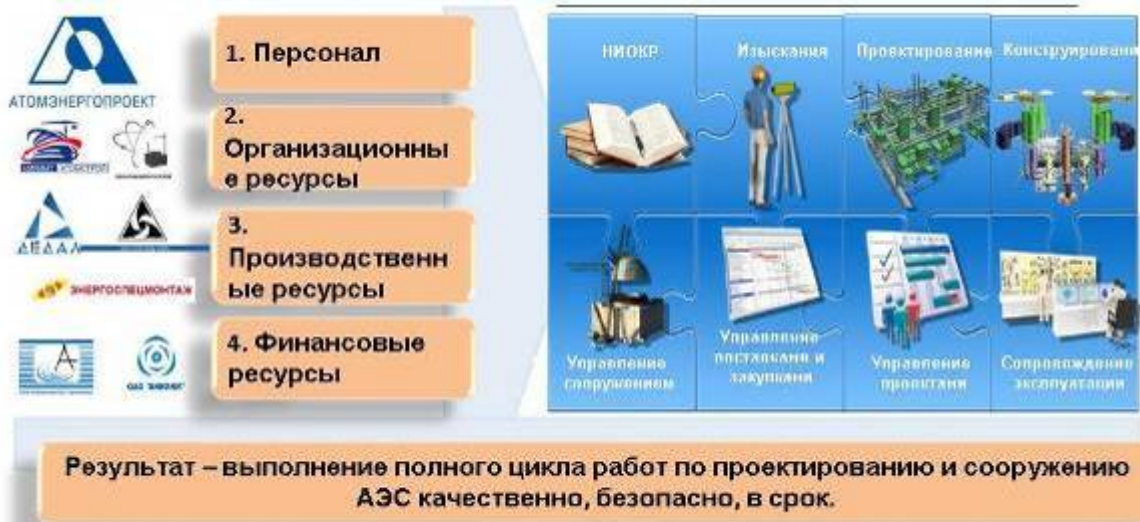 АТОМЭНЕРГОПРОЕКТ
ДЕДАЛ
ЭНЕРГОСПЕЦМОНТАЖ
1. Персонал
2.
Организационны
е ресурсы
3.
Производственн
ые ресурсы
4. Финансовые
ресурсы
НИОКР
Изыскания
Проектирование
Конструировани
Управление
сооружением
Управление
поставками и
закупками
Управление
проектами
Сопровождение
эксплуатации
Результат – выполнение полного цикла работ по проектированию и сооружению
АЭС качественно, безопасно, в срок.